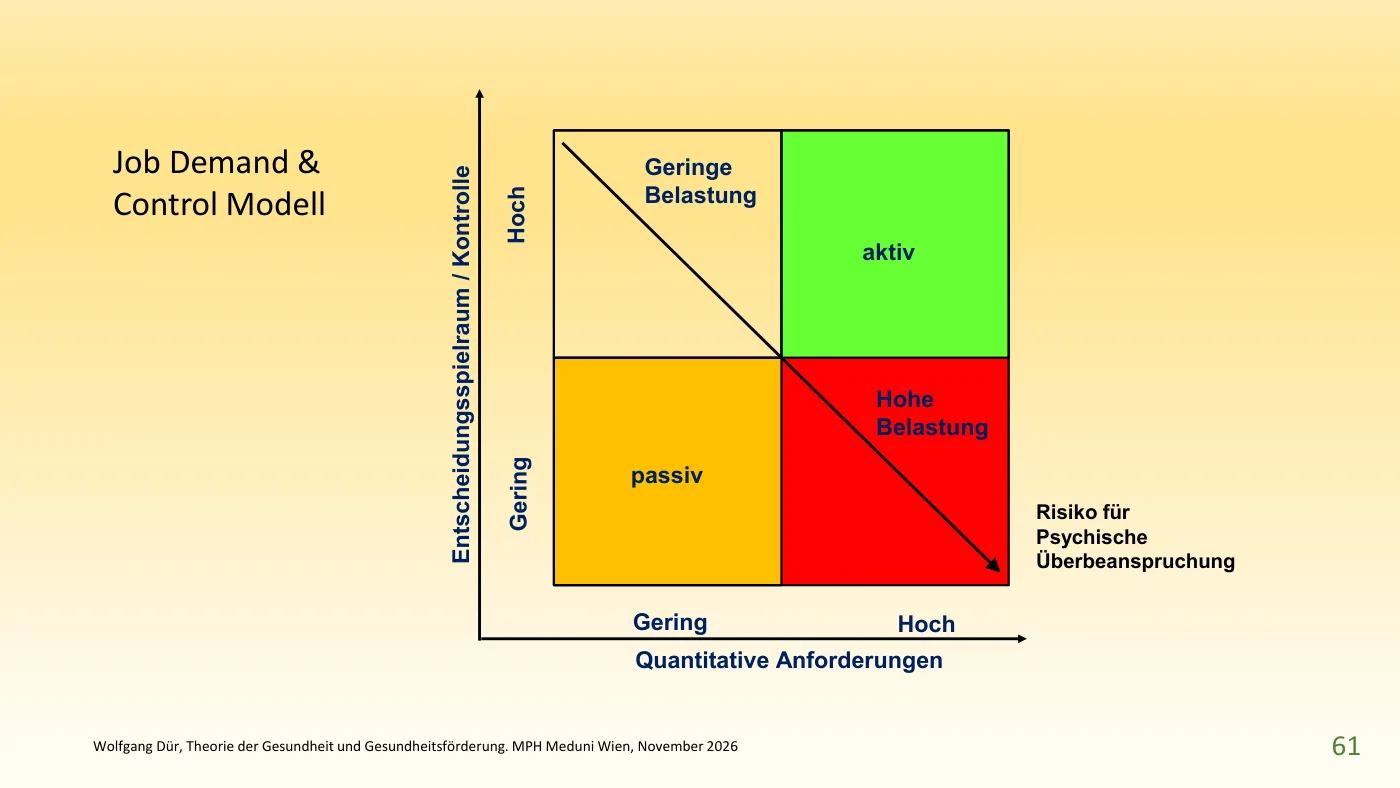 Job Demand &
Control Modell
Entscheidungsspielraum / Kontrolle
Hoch
Gering
Geringe
Belastung
aktiv
passiv
Hohe
Belastung
Risiko für
Psychische
Überbeanspruchung
Gering
Hoch
Quantitative Anforderungen
Wolfgang Dür, Theorie der Gesundheit und Gesundheitsförderung. MPH Meduni Wien, November 2026
61